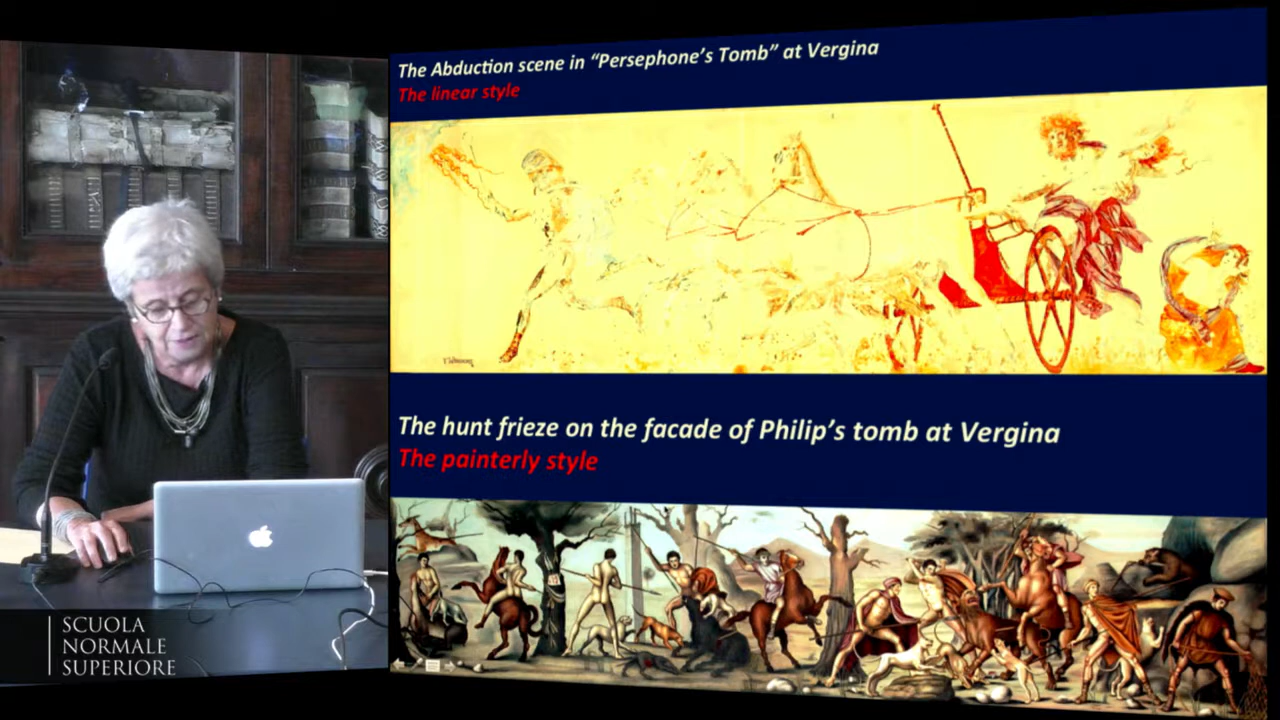 The Abduction scene in “Persephone’s Tomb” at Vergina
The linear style
The hunt frieze on the facade of Philip’s tomb at Vergina
The painterly style
SCUOLA
NORMALE
SUPERIORE